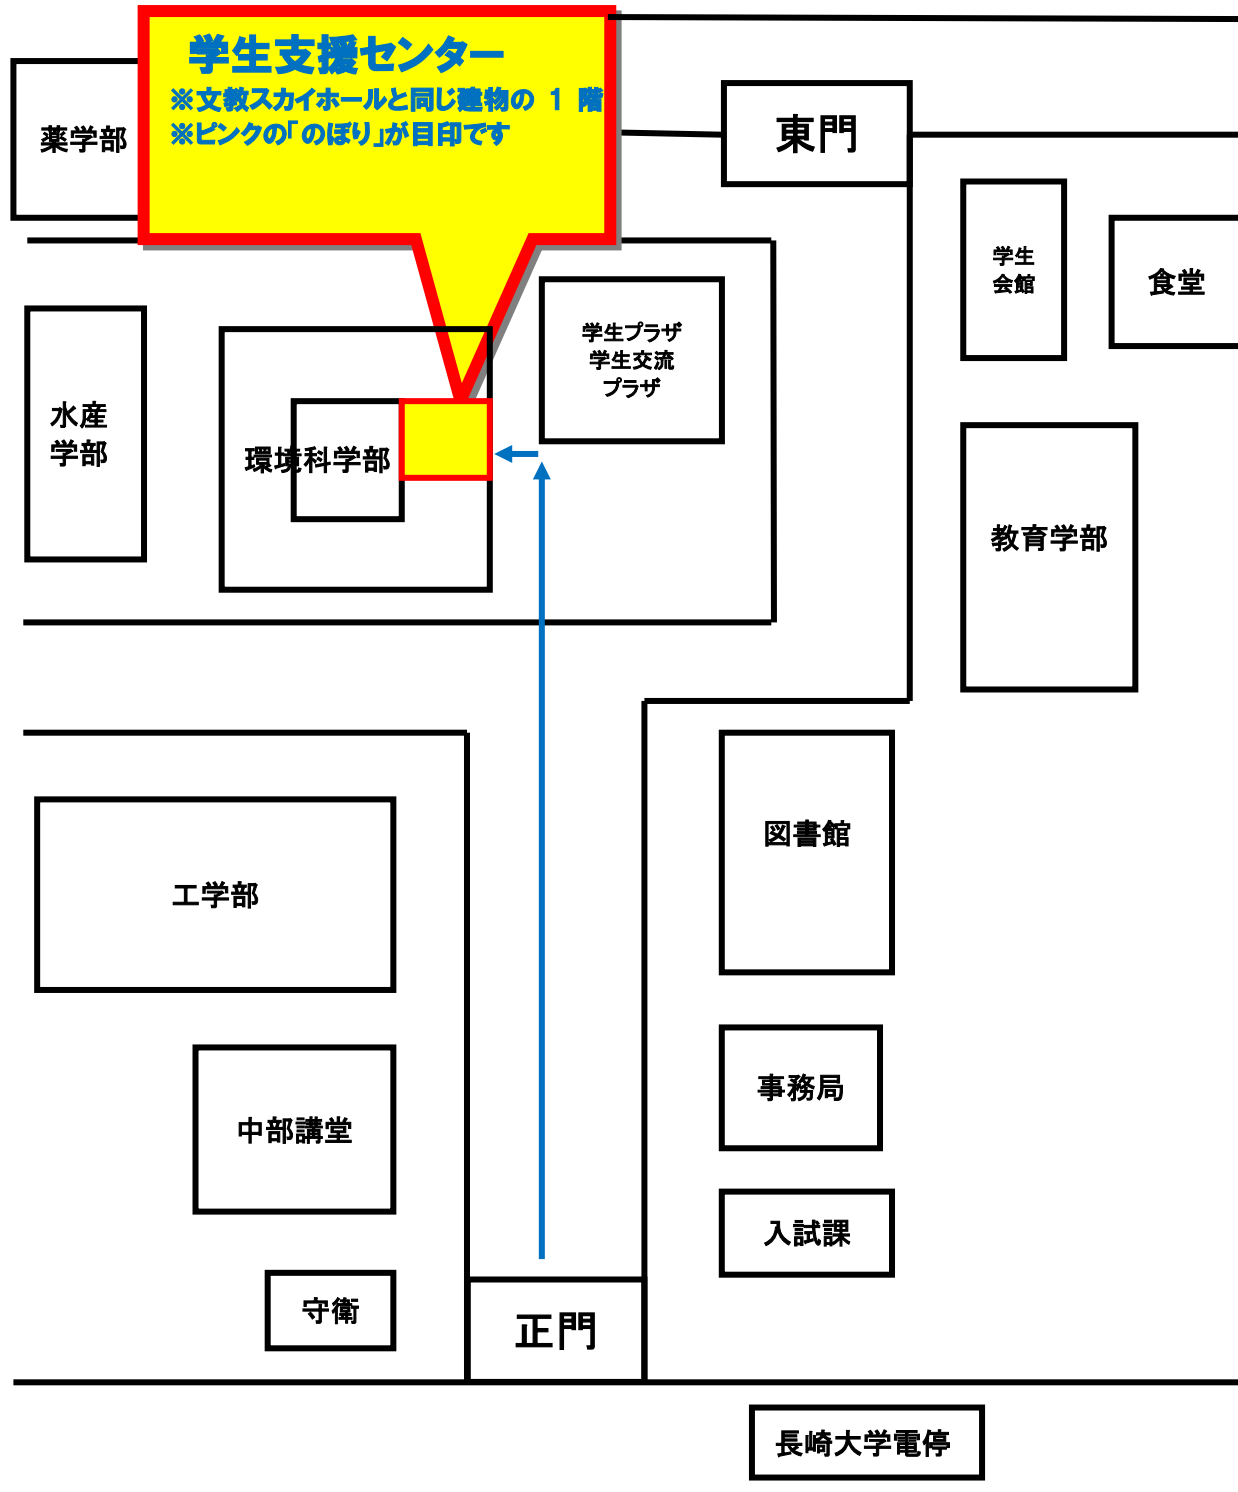 学生支援センター
※文教スカイホールと同じ建物の 1 階
※ピンクの「のぼり」が目印です
薬学部
東門
学生
会館
食堂
学生プラザ
学生交流
プラザ
水産
学部
環境科学部
教育学部
図書館
工学部
事務局
中部講堂
入試課
守衛
正門
長崎大学電停